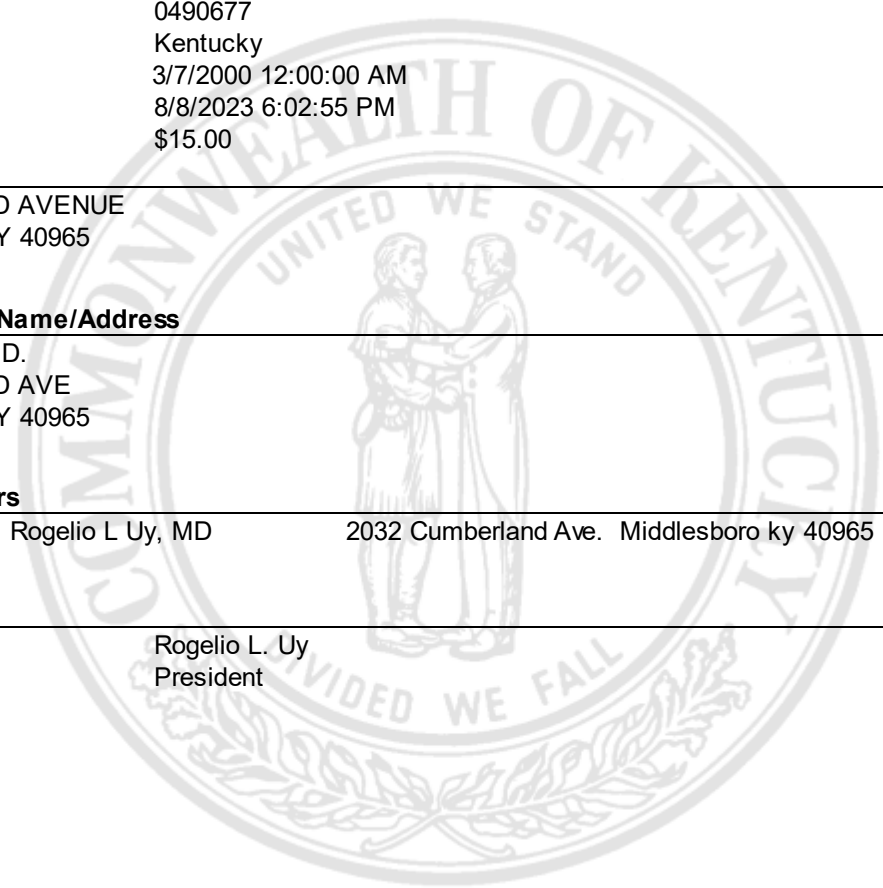 0490677
Kentucky
3/7/2000 12:00:00 AM
8/8/2023 6:02:55 PM
$15.00
D AVENUE
Y 40965
Name/Address
D.
D AVE
Y 40965
rs
Rogelio L Uy, MD 2032 Cumberland Ave. Middlesboro ky 40965
Rogelio L. Uy
President
COMMONWEALTH OF KENTUCKY
UNITED WE STAND
DIVIDED WE FALL